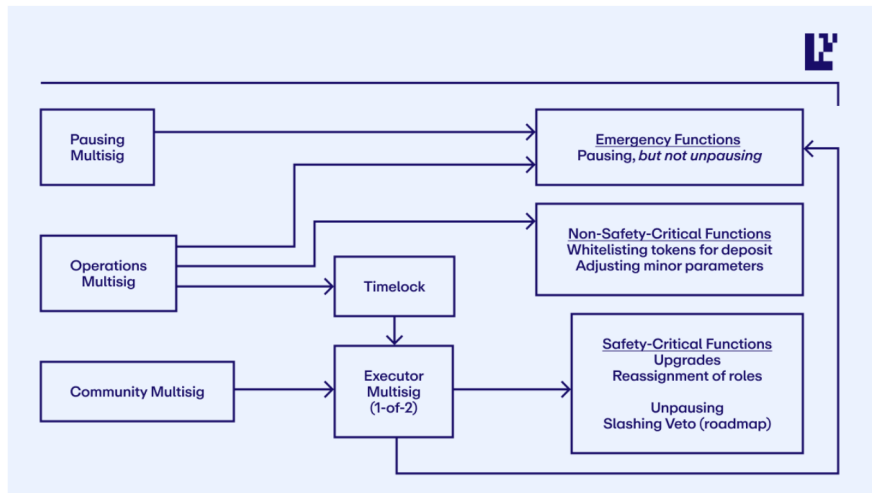 Pausing
Multisig
Emergency Functions
Pausing, but not unpausing
Operations
Multisig
Non-Safety-Critical Functions
Whitelisting tokens for deposit
Adjusting minor parameters
Timelock
Community Multisig
Executor
Multisig
(1-of-2)
Safety-Critical Functions
Upgrades
Reassignment of roles
Unpausing
Slashing Veto (roadmap)